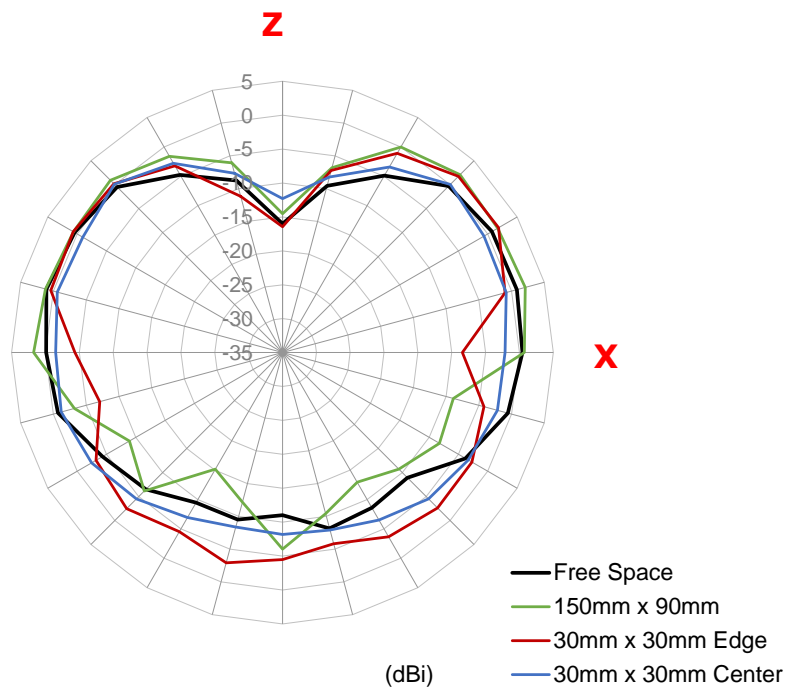 Z
5
0
-5
-10
-15
-20
-25
-30
-35
X
Free Space
150mm x 90mm
30mm x 30mm Edge
30mm x 30mm Center
(dBi)